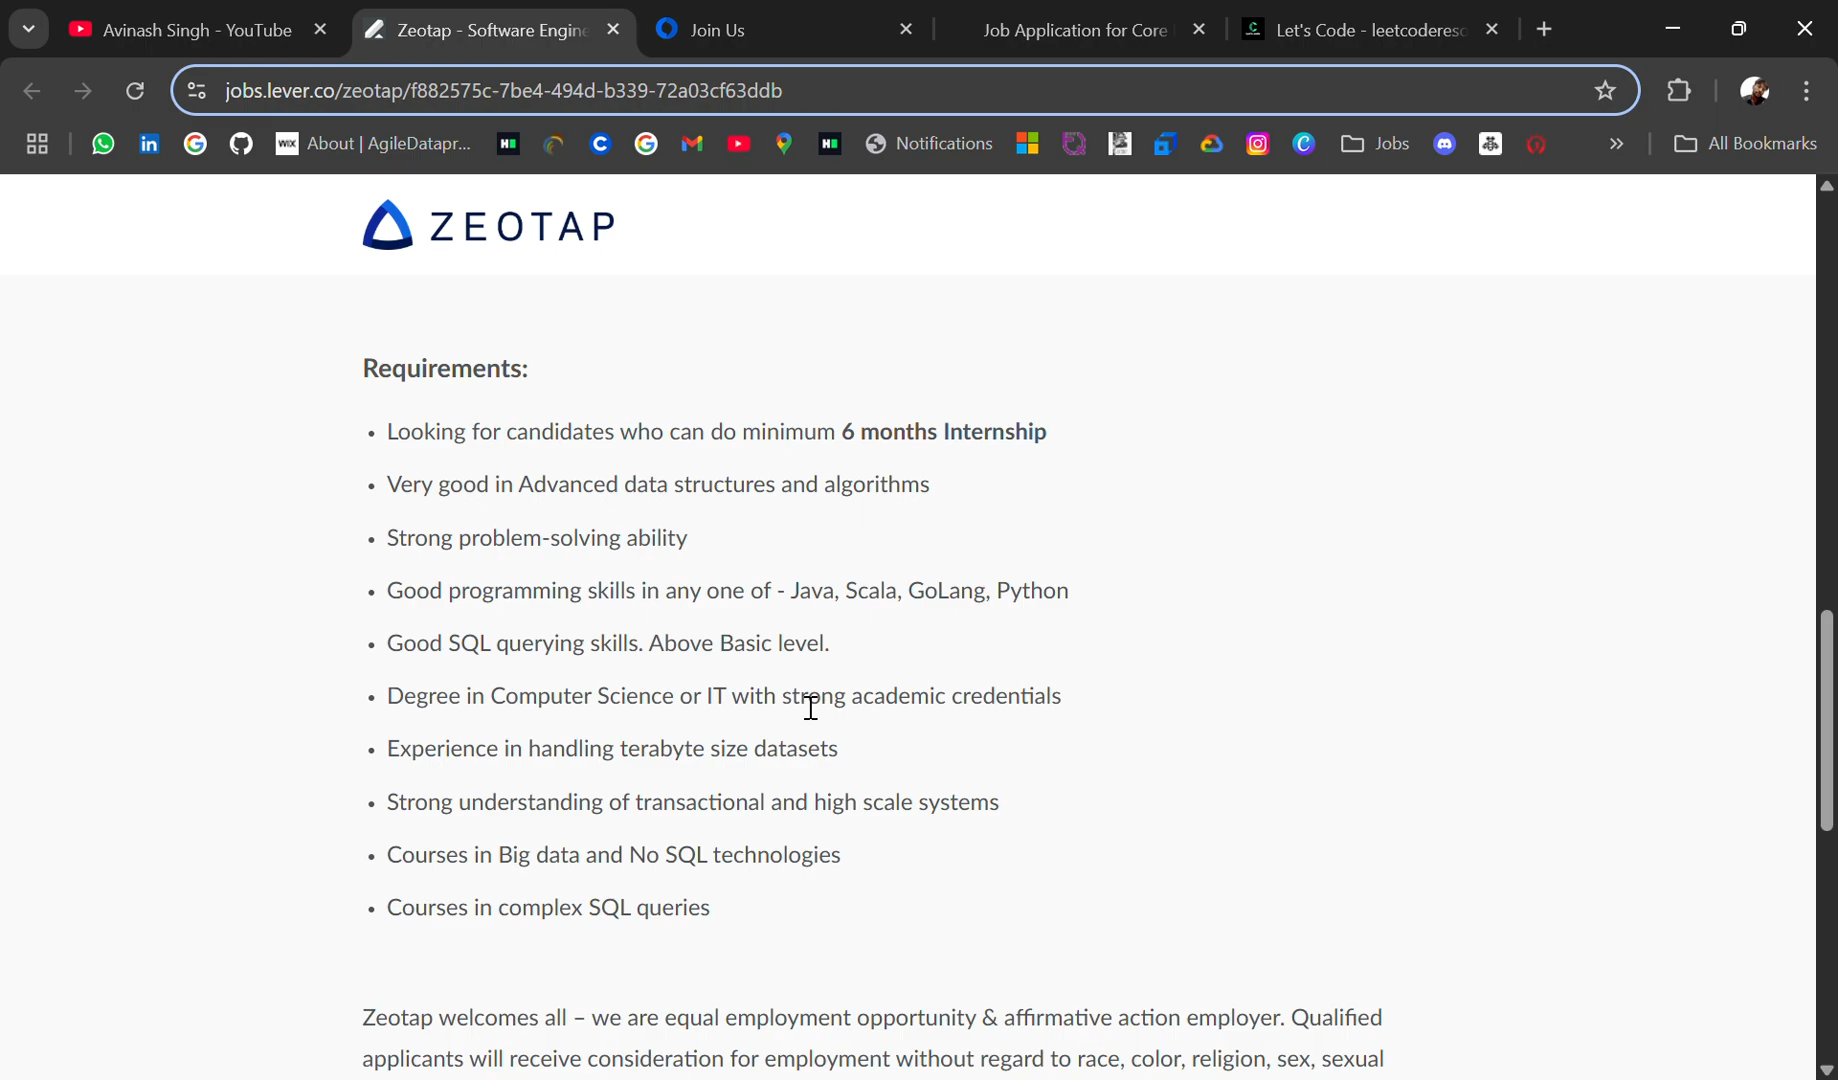 Avinash Singh - YouTube
Zeotap - Software Engine
Join Us
Job Application for Core
Let's Code - leetcodereso
jobs.lever.co/zeotap/f882575c-7be4-494d-b339-72a03cf63ddb
WIX About | AgileDatapr...
Notifications
Jobs
All Bookmarks
ZEOTAP
Requirements:
• Looking for candidates who can do minimum 6 months Internship
• Very good in Advanced data structures and algorithms
• Strong problem-solving ability
• Good programming skills in any one of - Java, Scala, GoLang, Python
• Good SQL querying skills. Above Basic level.
• Degree in Computer Science or IT with strong academic credentials
• Experience in handling terabyte size datasets
• Strong understanding of transactional and high scale systems
• Courses in Big data and No SQL technologies
• Courses in complex SQL queries
Zeotap welcomes all – we are equal employment opportunity & affirmative action employer. Qualified
applicants will receive consideration for employment without regard to race, color, religion, sex, sexual